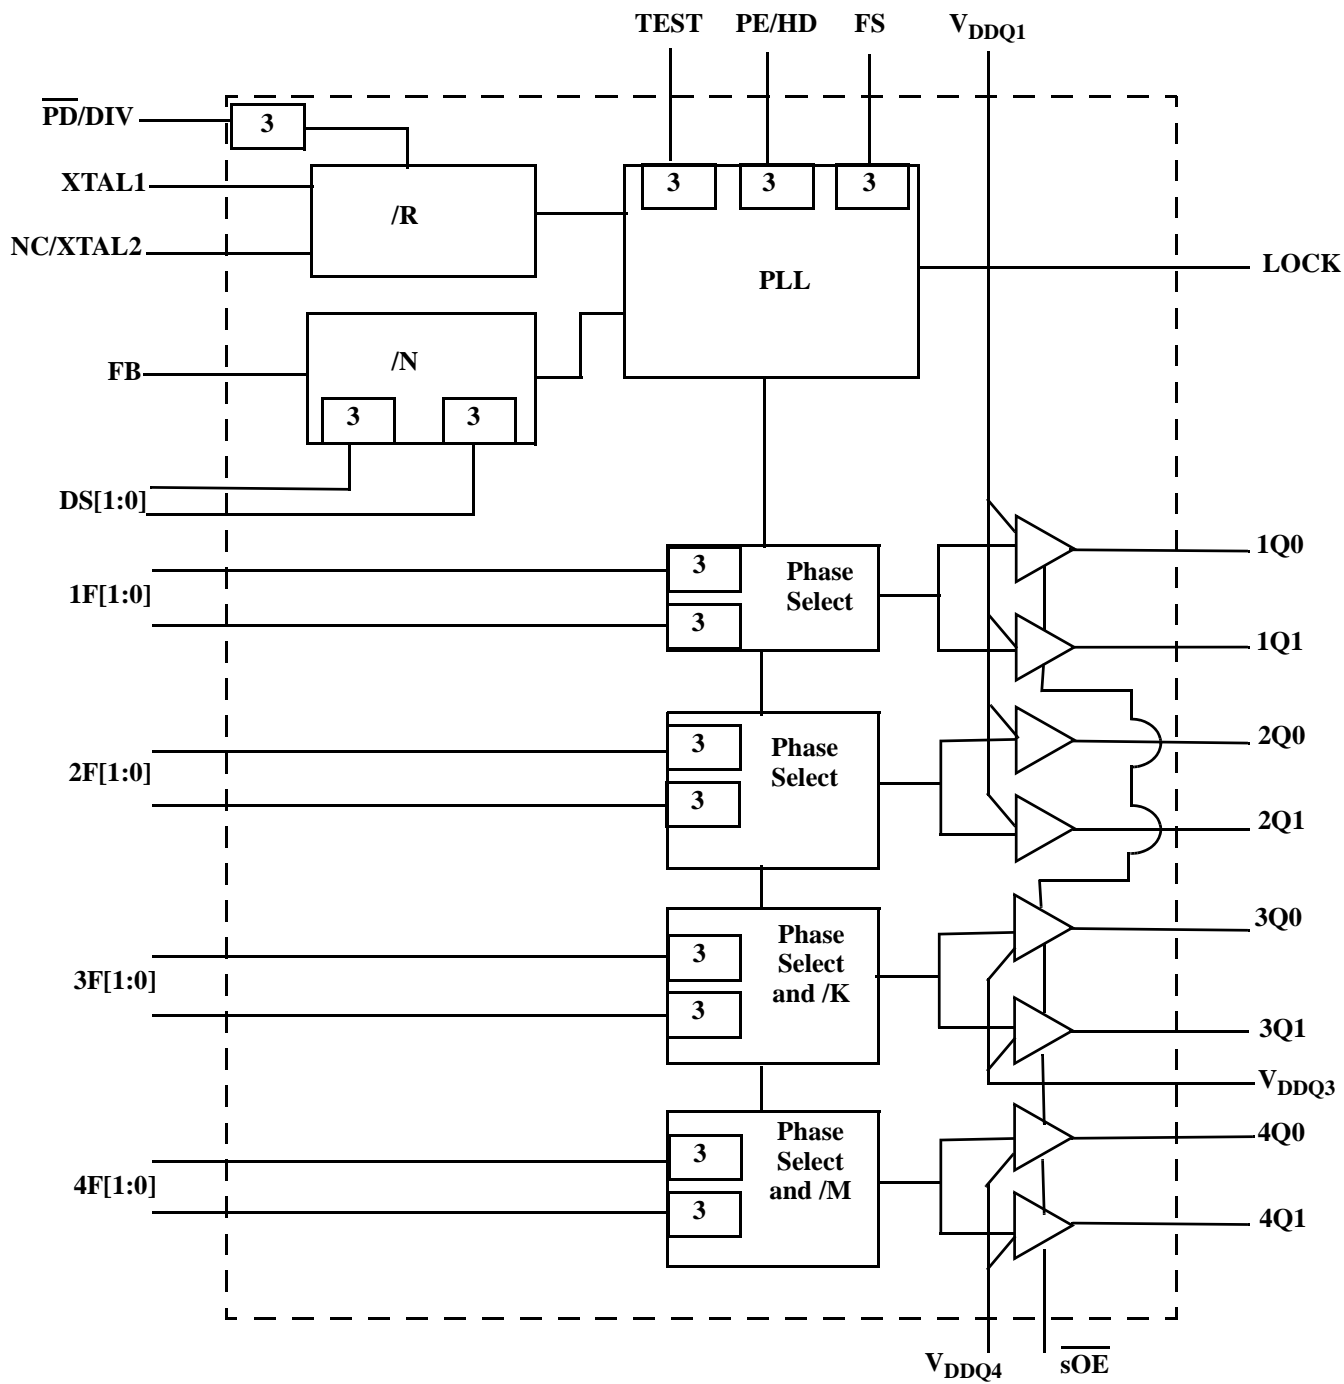 TEST PE/HD FS VDDQ1
PD/DIV 3
XTAL1
/R
3 3 3
NC/XTAL2
PLL
LOCK
FB
/N
3 3
DS[1:0]
1F[1:0]
3
3
Phase
Select
1Q0
1Q1
2F[1:0]
3
3
Phase
Select
2Q0
2Q1
3F[1:0]
3
3
Phase
Select
and /K
3Q0
3Q1
VDDQ3
4F[1:0]
3
3
Phase
Select
and /M
4Q0
4Q1
VDDQ4
sOE